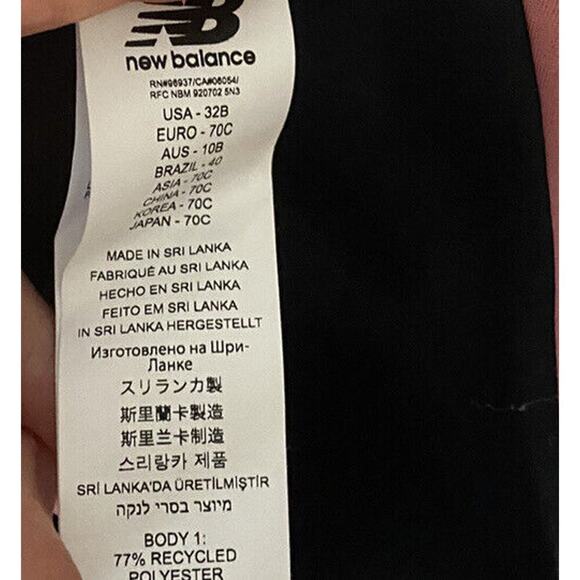 NB
new balance
RN#96937/CA#06054/
RFC NBM 920702 5N3
USA - 32B
EURO - 70C
AUS - 10B
BRAZIL - 40
ASIA - 70C
CHINA - 70C
KOREA - 70C
JAPAN - 70C
MADE IN SRI LANKA
FABRIQUÉ AU SRI LANKA
HECHO EN SRI LANKA
FEITO EM SRI LANKA
IN SRI LANKA HERGESTELLT
Изготовлено на Шри-
Ланке
スリランカ製
斯里蘭卡製造
斯里兰卡制造
스리랑카 제품
SRİ LANKA'DA ÜRETİLMİŞTİR
מיוצר בסרי לנקה
BODY 1:
77% RECYCLED
POLYESTER